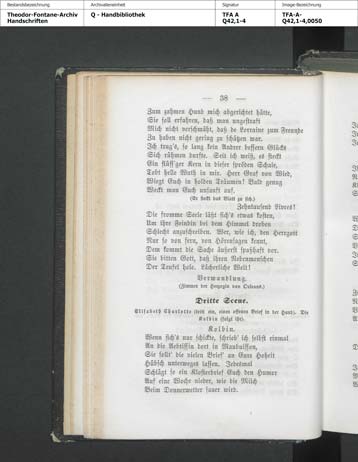 Bestandsbezeichnung
Archivalieneinheit
Signatur
Image-Bezeichnung
Theodor-Fontane-Archiv
Handschriften
Q - Handbibliothek
TFA A
Q42,1-4
TFA-A-
Q42,1-4,0050
— 38 —
Zum zahmen Hund mich abgerichtet hätte,
Sie soll erfahren, daß man ungestraft
Mich nicht verschmäht, daß de Lorraine zum Freunde
Zu haben nicht gering zu schätzen war.
Ich trug's, so lang kein Andrer bessern Glücks
Sich rühmen durfte. Seit ich weiß, es steckt
Ein süss'ger Kern in dieser spröden Schale,
Tobt helle Wuth in mir. Herr Graf von Wied,
Wiegt Euch in holden Träumen! Bald genug
Weckt man Euch unsanft auf.
(Er steckt das Blatt zu sich.)
Zehntausend Livres!
Die fromme Seele läßt sich's etwas kosten,
Um ihre Feindin bei dem Himmel droben
Schlecht anzuschreiben. Wer, wie ich, den Herrgott
Nur so von fern, von Hörensagen kennt,
Dem kommt die Sache äußerst spaßhaft vor.
Sie bitten Gott, daß ihren Nebenmenschen
Der Teufel hole. Lächerliche Welt!
Verwandlung.
(Zimmer der Herzogin von Orleans.)
Dritte Scene.
Elisabeth Charlotte (tritt ein, einen offenen Brief in der Hand). Die
Kolbin (folgt ihr).
Kolbin.
Wenn sich's nur schickte, schrieb' ich selbst einmal
An die Aebtissin dort in Maubuisson,
Sie sollt' die vielen Brief' an Eure Hoheit
Hübsch unterwegs lassen. Jedesmal
Schlägt so ein Klosterbrief Euch den Humor
Auf eine Woche nieder, wie die Milch
Beim Donnerwetter sauer wird.